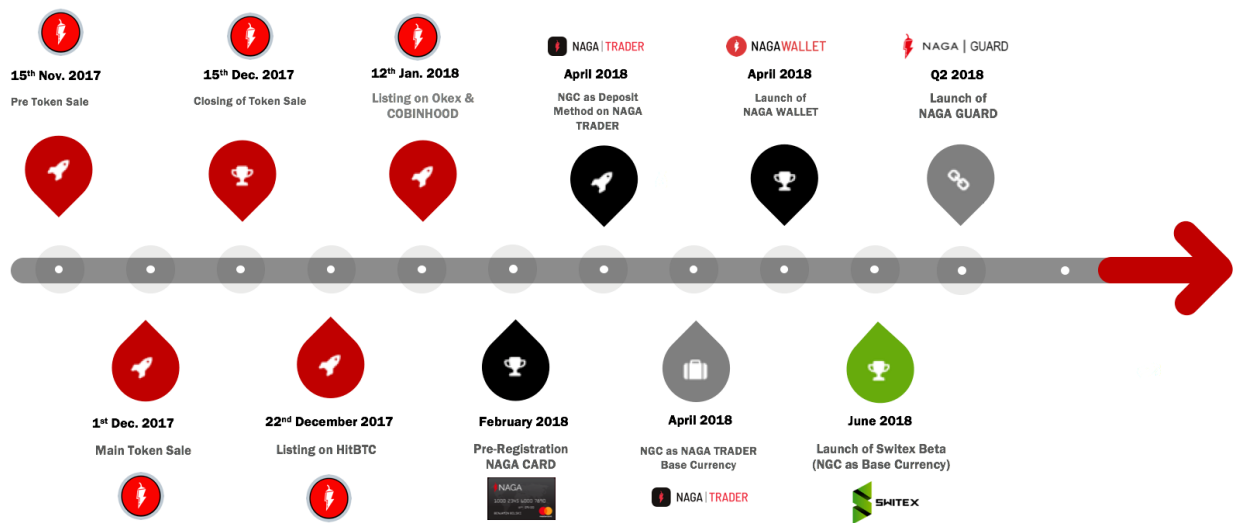 15th Nov. 2017
Pre Token Sale
15th Dec. 2017
Closing of Token Sale
12th Jan. 2018
Listing on Okex &
COBINHOOD
NAGA | TRADER
April 2018
NGC as Deposit
Method on NAGA
TRADER
NAGAWALLET
April 2018
Launch of
NAGA WALLET
NAGA | GUARD
Q2 2018
Launch of
NAGA GUARD
1st Dec. 2017
Main Token Sale
22nd December 2017
Listing on HitBTC
February 2018
Pre-Registration
NAGA CARD
NAGA
April 2018
NGC as NAGA TRADER
Base Currency
NAGA | TRADER
June 2018
Launch of Switex Beta
(NGC as Base Currency)
SWITEX